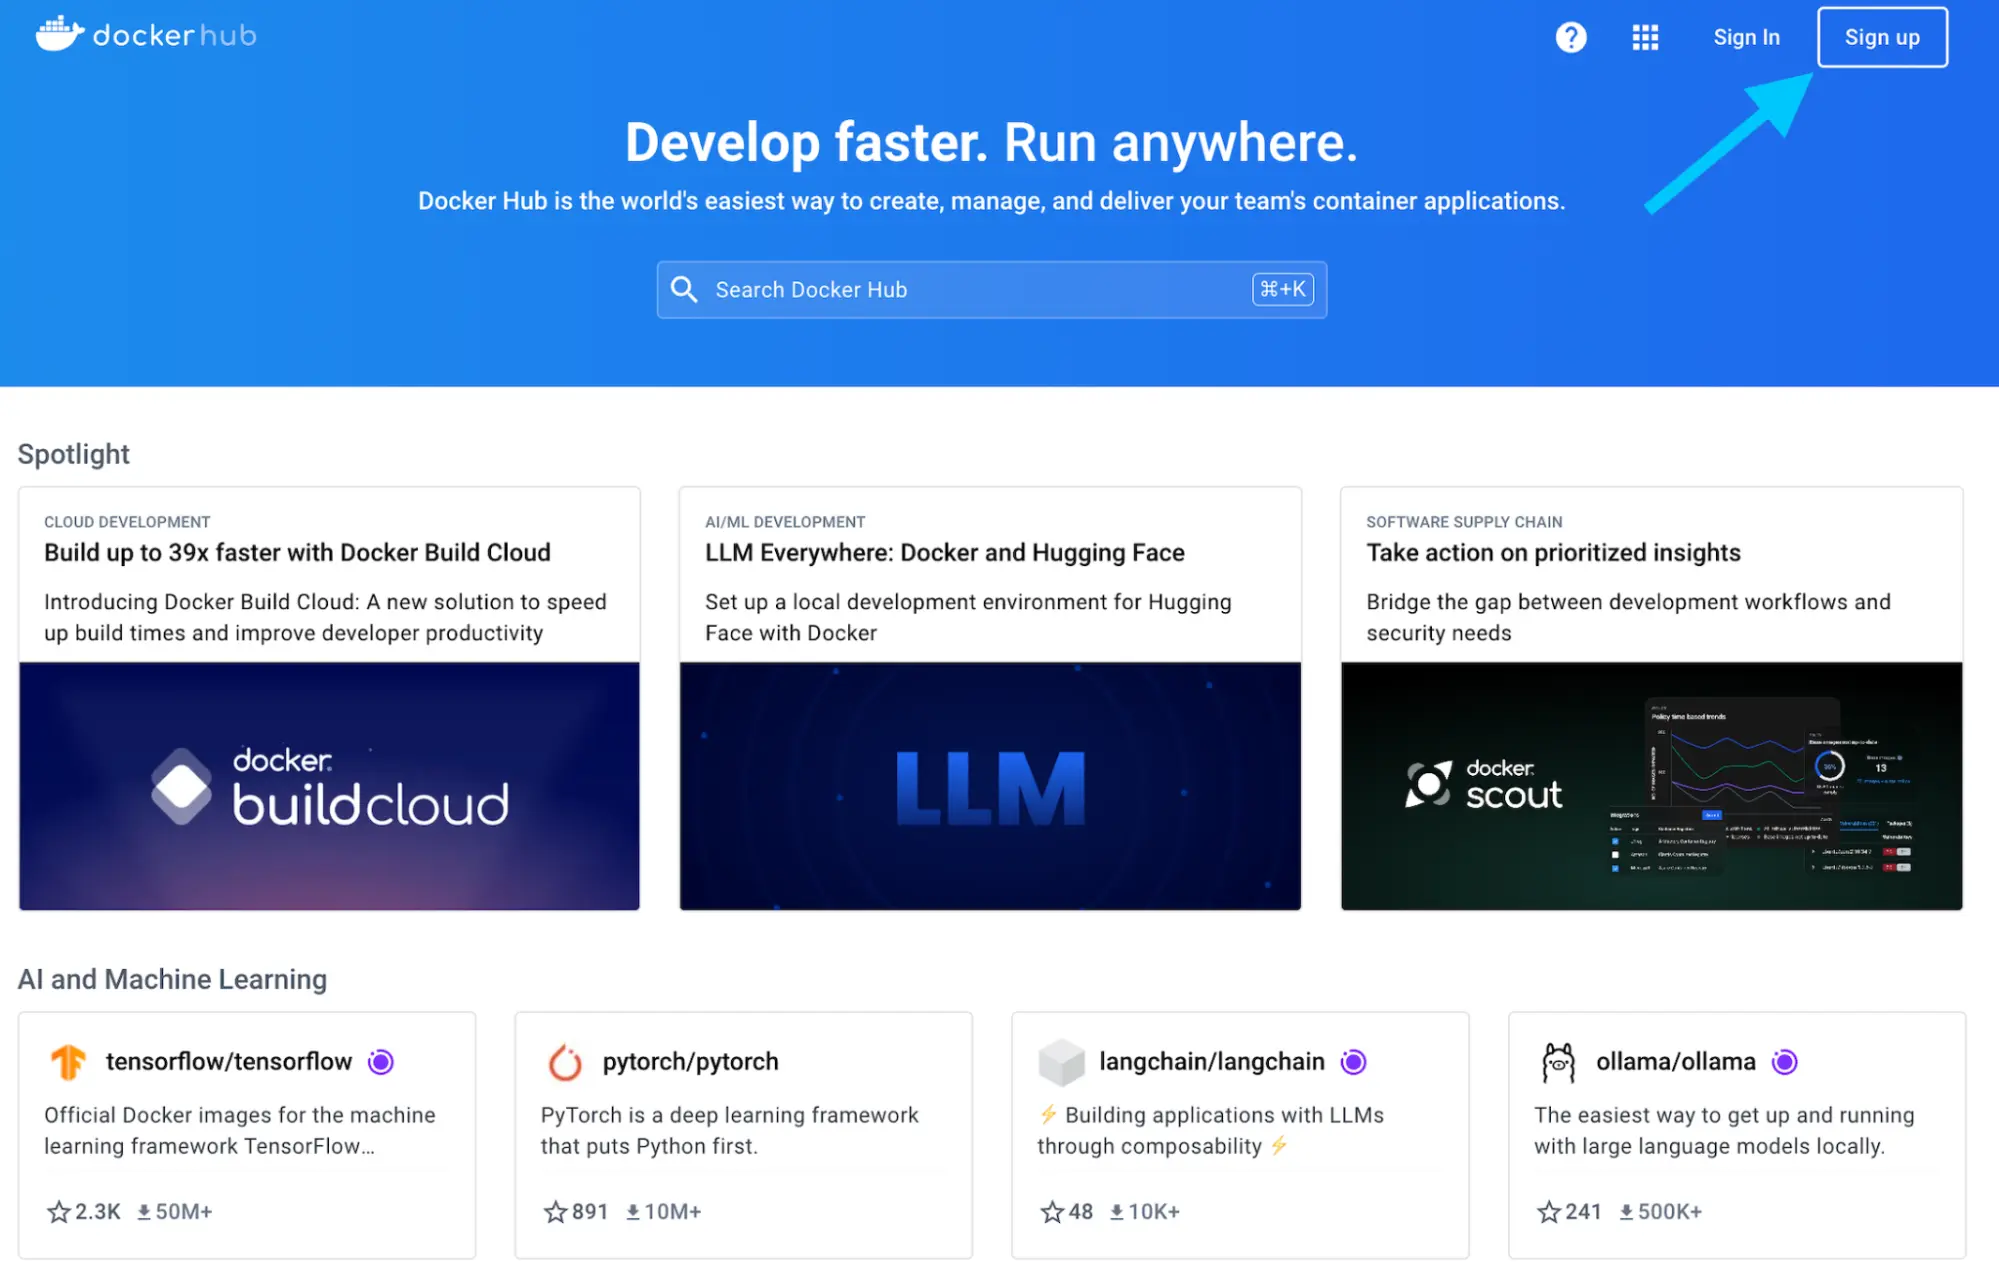 docker hub
?
Sign In
Sign up
Develop faster. Run anywhere.
Docker Hub is the world's easiest way to create, manage, and deliver your team's container applications.
Search Docker Hub
⌘+K
Spotlight
CLOUD DEVELOPMENT
Build up to 39x faster with Docker Build Cloud
Introducing Docker Build Cloud: A new solution to speed
up build times and improve developer productivity
docker.
buildcloud
AI/ML DEVELOPMENT
LLM Everywhere: Docker and Hugging Face
Set up a local development environment for Hugging
Face with Docker
LLM
SOFTWARE SUPPLY CHAIN
Take action on prioritized insights
Bridge the gap between development workflows and
security needs
docker.
scout
Policy time based trends
13
AI and Machine Learning
tensorflow/tensorflow
Official Docker images for the machine
learning framework TensorFlow...
2.3K 50M+
pytorch/pytorch
PyTorch is a deep learning framework
that puts Python first.
891 10M+
langchain/langchain
⚡ Building applications with LLMs
through composability ⚡
48 10K+
ollama/ollama
The easiest way to get up and running
with large language models locally.
241 500K+